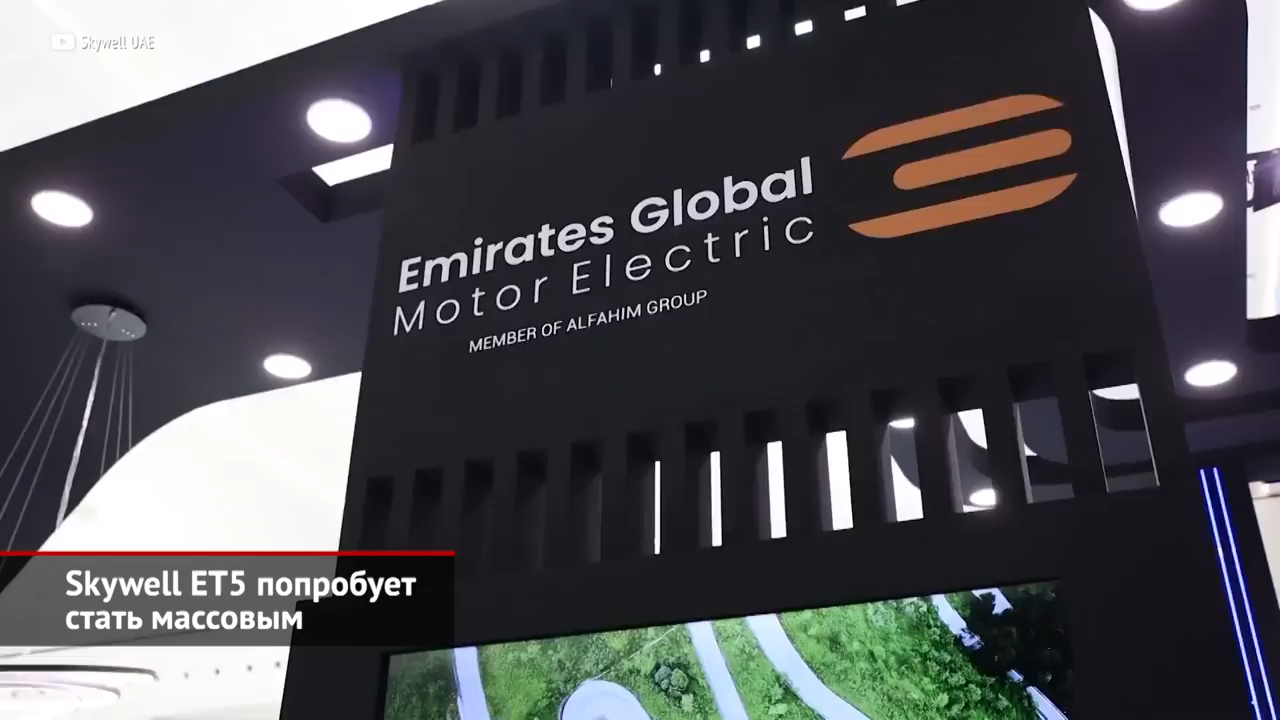 Skywell UAE
Emirates Global
Motor Electric
MEMBER OF ALFAHIM GROUP
Skywell ET5 попробует
стать массовым